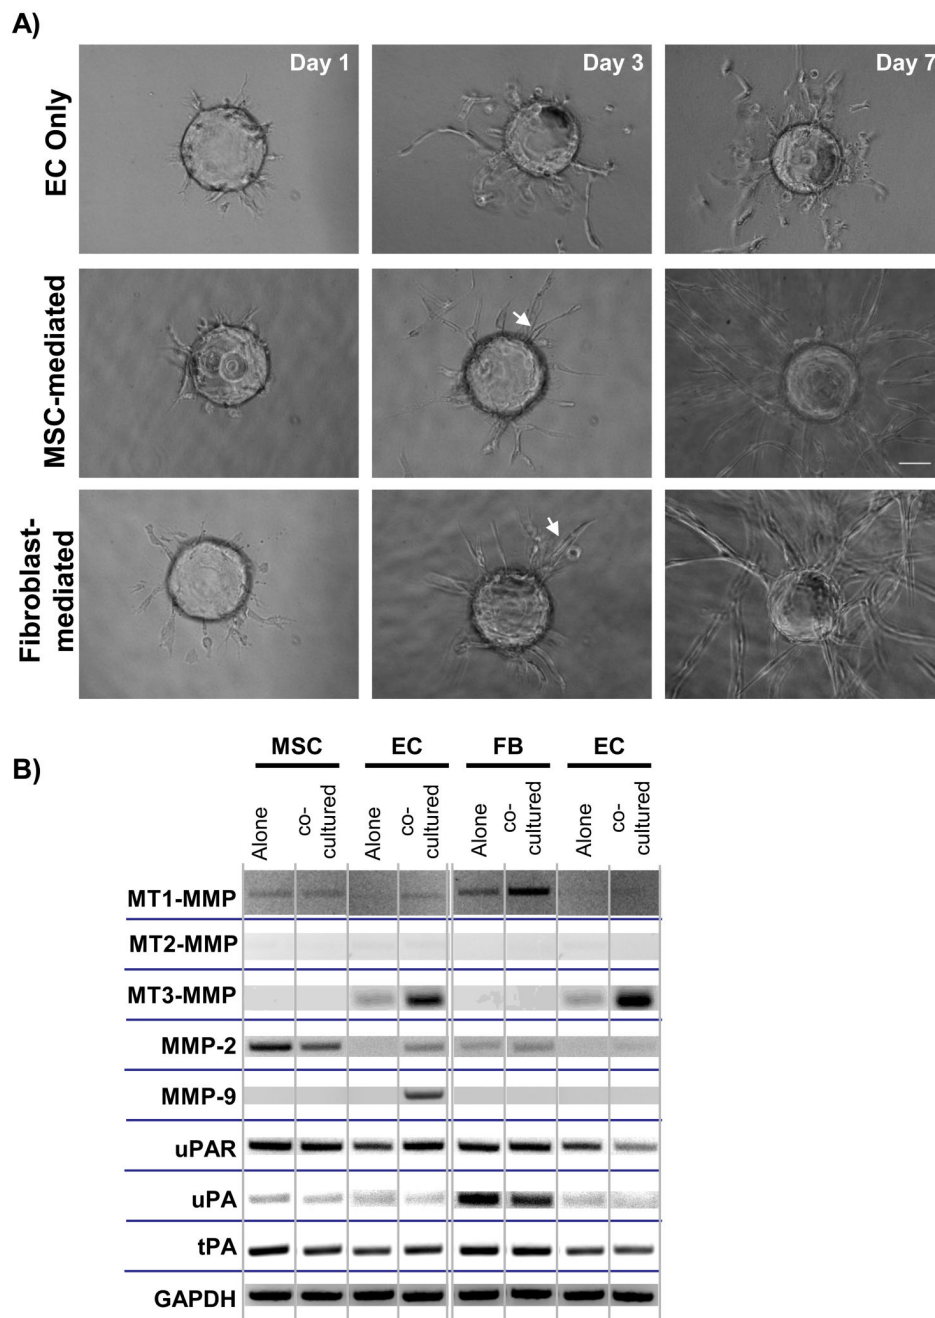 A)
Day 1
Day 3
Day 7
EC Only
MSC-mediated
Fibroblast-
mediated
B)
MSC
EC
FB
EC
Alone
co-
cultured
Alone
co-
cultured
Alone
co-
cultured
Alone
co-
cultured
MT1-MMP
MT2-MMP
MT3-MMP
MMP-2
MMP-9
uPAR
uPA
tPA
GAPDH